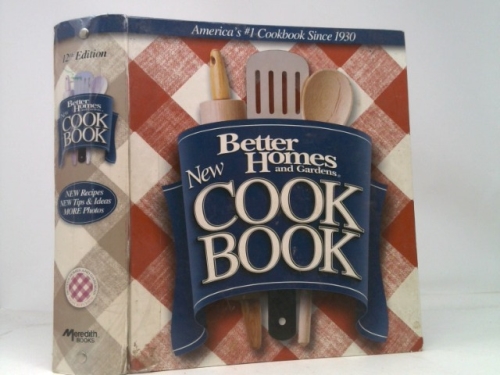 12th Edition
Better
Homes
and Gardens
New
COOK
BOOK
NEW Recipes
NEW Tips & Ideas
MORE Photos
Meredith
BOOKS
America's #1 Cookbook Since 1930
Better
Homes
and Gardens®
New
COOK
BOOK